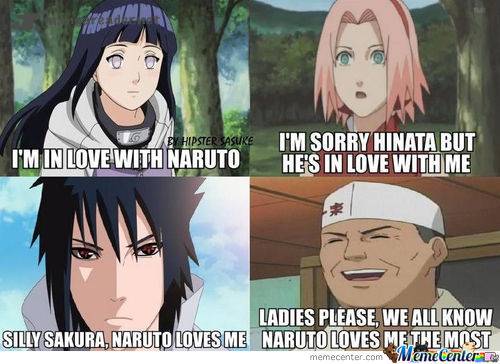 BY HIPSTER SASUKE
I'M IN LOVE WITH NARUTO
I'M SORRY HINATA BUT
HE'S IN LOVE WITH ME
SILLY SAKURA, NARUTO LOVES ME
LADIES PLEASE, WE ALL KNOW
NARUTO LOVES ME THE MOST
memecenter.com
MemeCenter